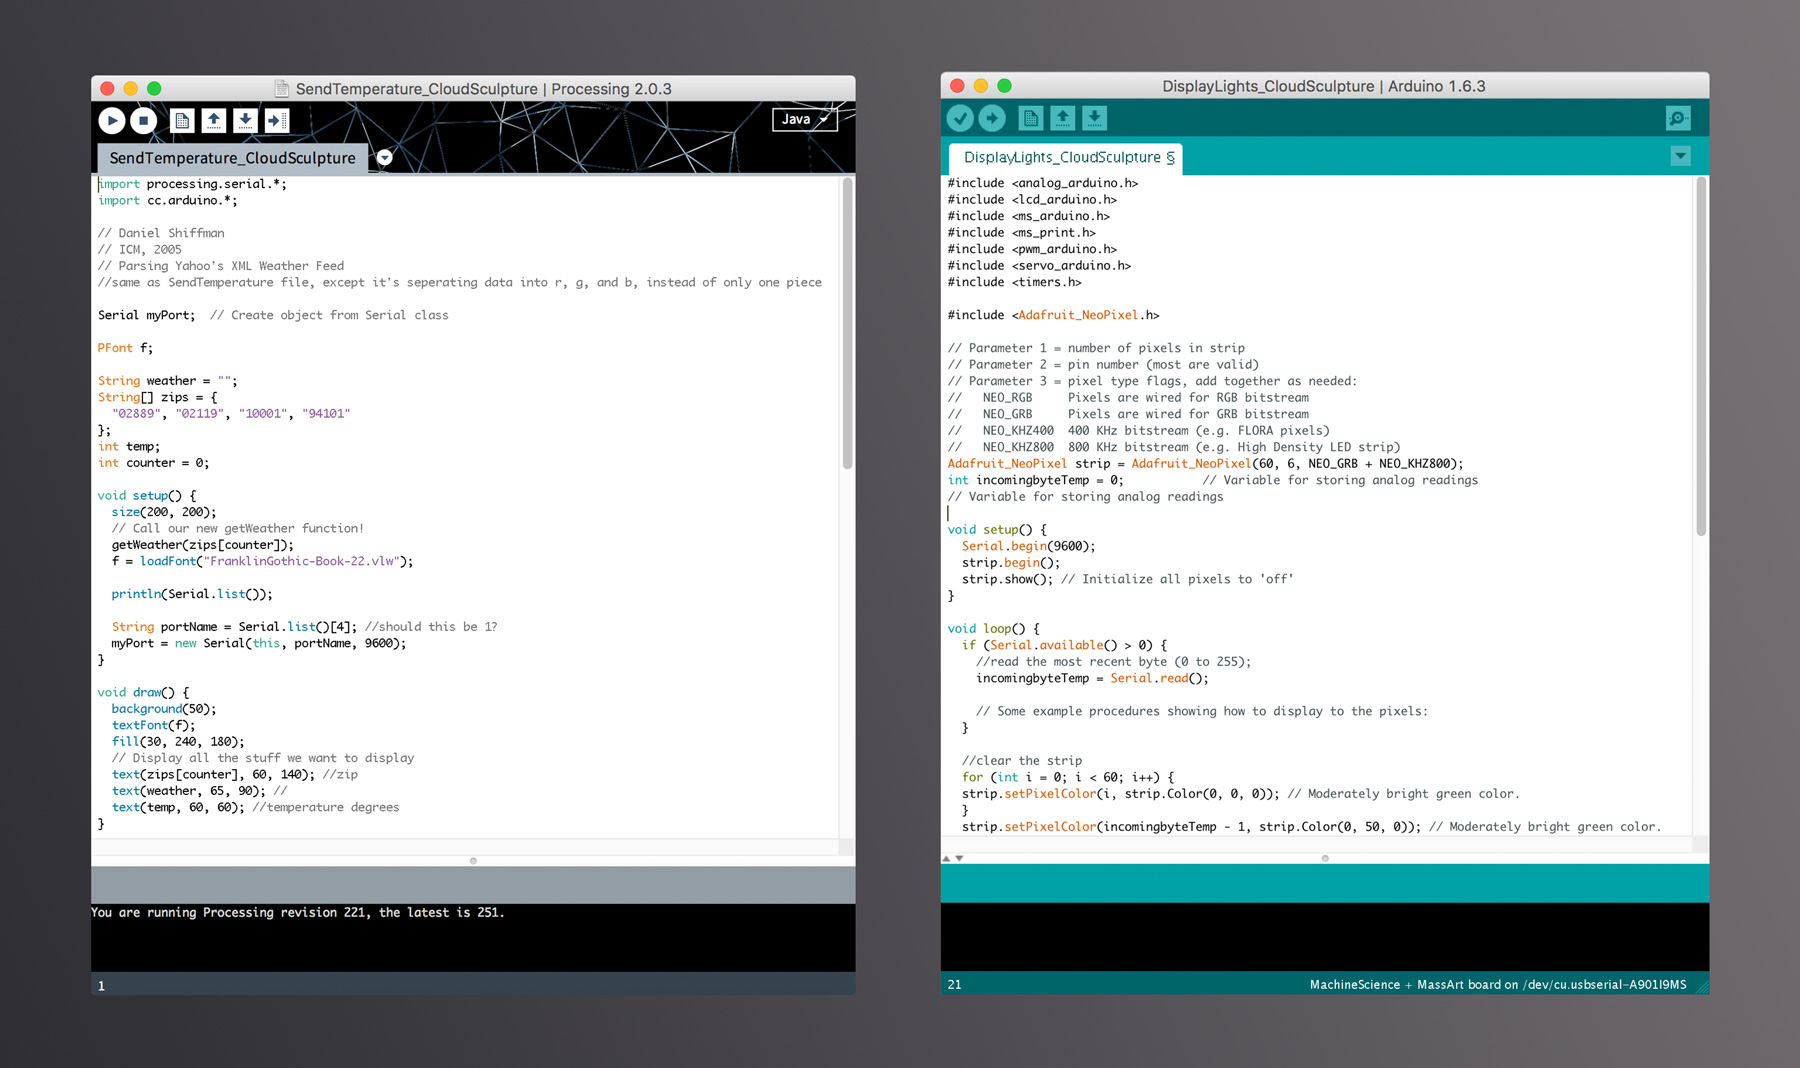 SendTemperature_CloudSculpture | Processing 2.0.3
Java
SendTemperature_CloudSculpture
import processing.serial.*;
import cc.arduino.*;
// Daniel Shiffman
// ICM, 2005
// Parsing Yahoo's XML Weather Feed
//same as SendTemperature file, except it's seperating data into r, g, and b, instead of only one piece
Serial myPort;  // Create object from Serial class
PFont f;
String weather = "";
String[] zips = {
  "02889", "02119", "10001", "94101"
};
int temp;
int counter = 0;
void setup() {
  size(200, 200);
  // Call our new getWeather function!
  getWeather(zips[counter]);
  f = loadFont("FranklinGothic-Book-22.vlw");
  println(Serial.list());
  String portName = Serial.list()[4]; //should this be 1?
  myPort = new Serial(this, portName, 9600);
}
void draw() {
  background(50);
  textFont(f);
  fill(30, 240, 180);
  // Display all the stuff we want to display
  text(zips[counter], 60, 140); //zip
  text(weather, 65, 90); //
  text(temp, 60, 60); //temperature degrees
}
You are running Processing revision 221, the latest is 251.
1
DisplayLights_CloudSculpture | Arduino 1.6.3
DisplayLights_CloudSculpture §
#include <analog_arduino.h>
#include <lcd_arduino.h>
#include <ms_arduino.h>
#include <ms_print.h>
#include <pwm_arduino.h>
#include <servo_arduino.h>
#include <timers.h>
#include <Adafruit_NeoPixel.h>
// Parameter 1 = number of pixels in strip
// Parameter 2 = pin number (most are valid)
// Parameter 3 = pixel type flags, add together as needed:
//   NEO_RGB     Pixels are wired for RGB bitstream
//   NEO_GRB     Pixels are wired for GRB bitstream
//   NEO_KHZ400  400 KHz bitstream (e.g. FLORA pixels)
//   NEO_KHZ800  800 KHz bitstream (e.g. High Density LED strip)
Adafruit_NeoPixel strip = Adafruit_NeoPixel(60, 6, NEO_GRB + NEO_KHZ800);
int incomingbyteTemp = 0;           // Variable for storing analog readings
// Variable for storing analog readings
void setup() {
  Serial.begin(9600);
  strip.begin();
  strip.show(); // Initialize all pixels to 'off'
}
void loop() {
  if (Serial.available() > 0) {
    //read the most recent byte (0 to 255);
    incomingbyteTemp = Serial.read();
    // Some example procedures showing how to display to the pixels:
  }
  //clear the strip
  for (int i = 0; i < 60; i++) {
  strip.setPixelColor(i, strip.Color(0, 0, 0)); // Moderately bright green color.
  }
  strip.setPixelColor(incomingbyteTemp - 1, strip.Color(0, 50, 0)); // Moderately bright green color.
21
MachineScience + MassArt board on /dev/cu.usbserial-A901I9MS